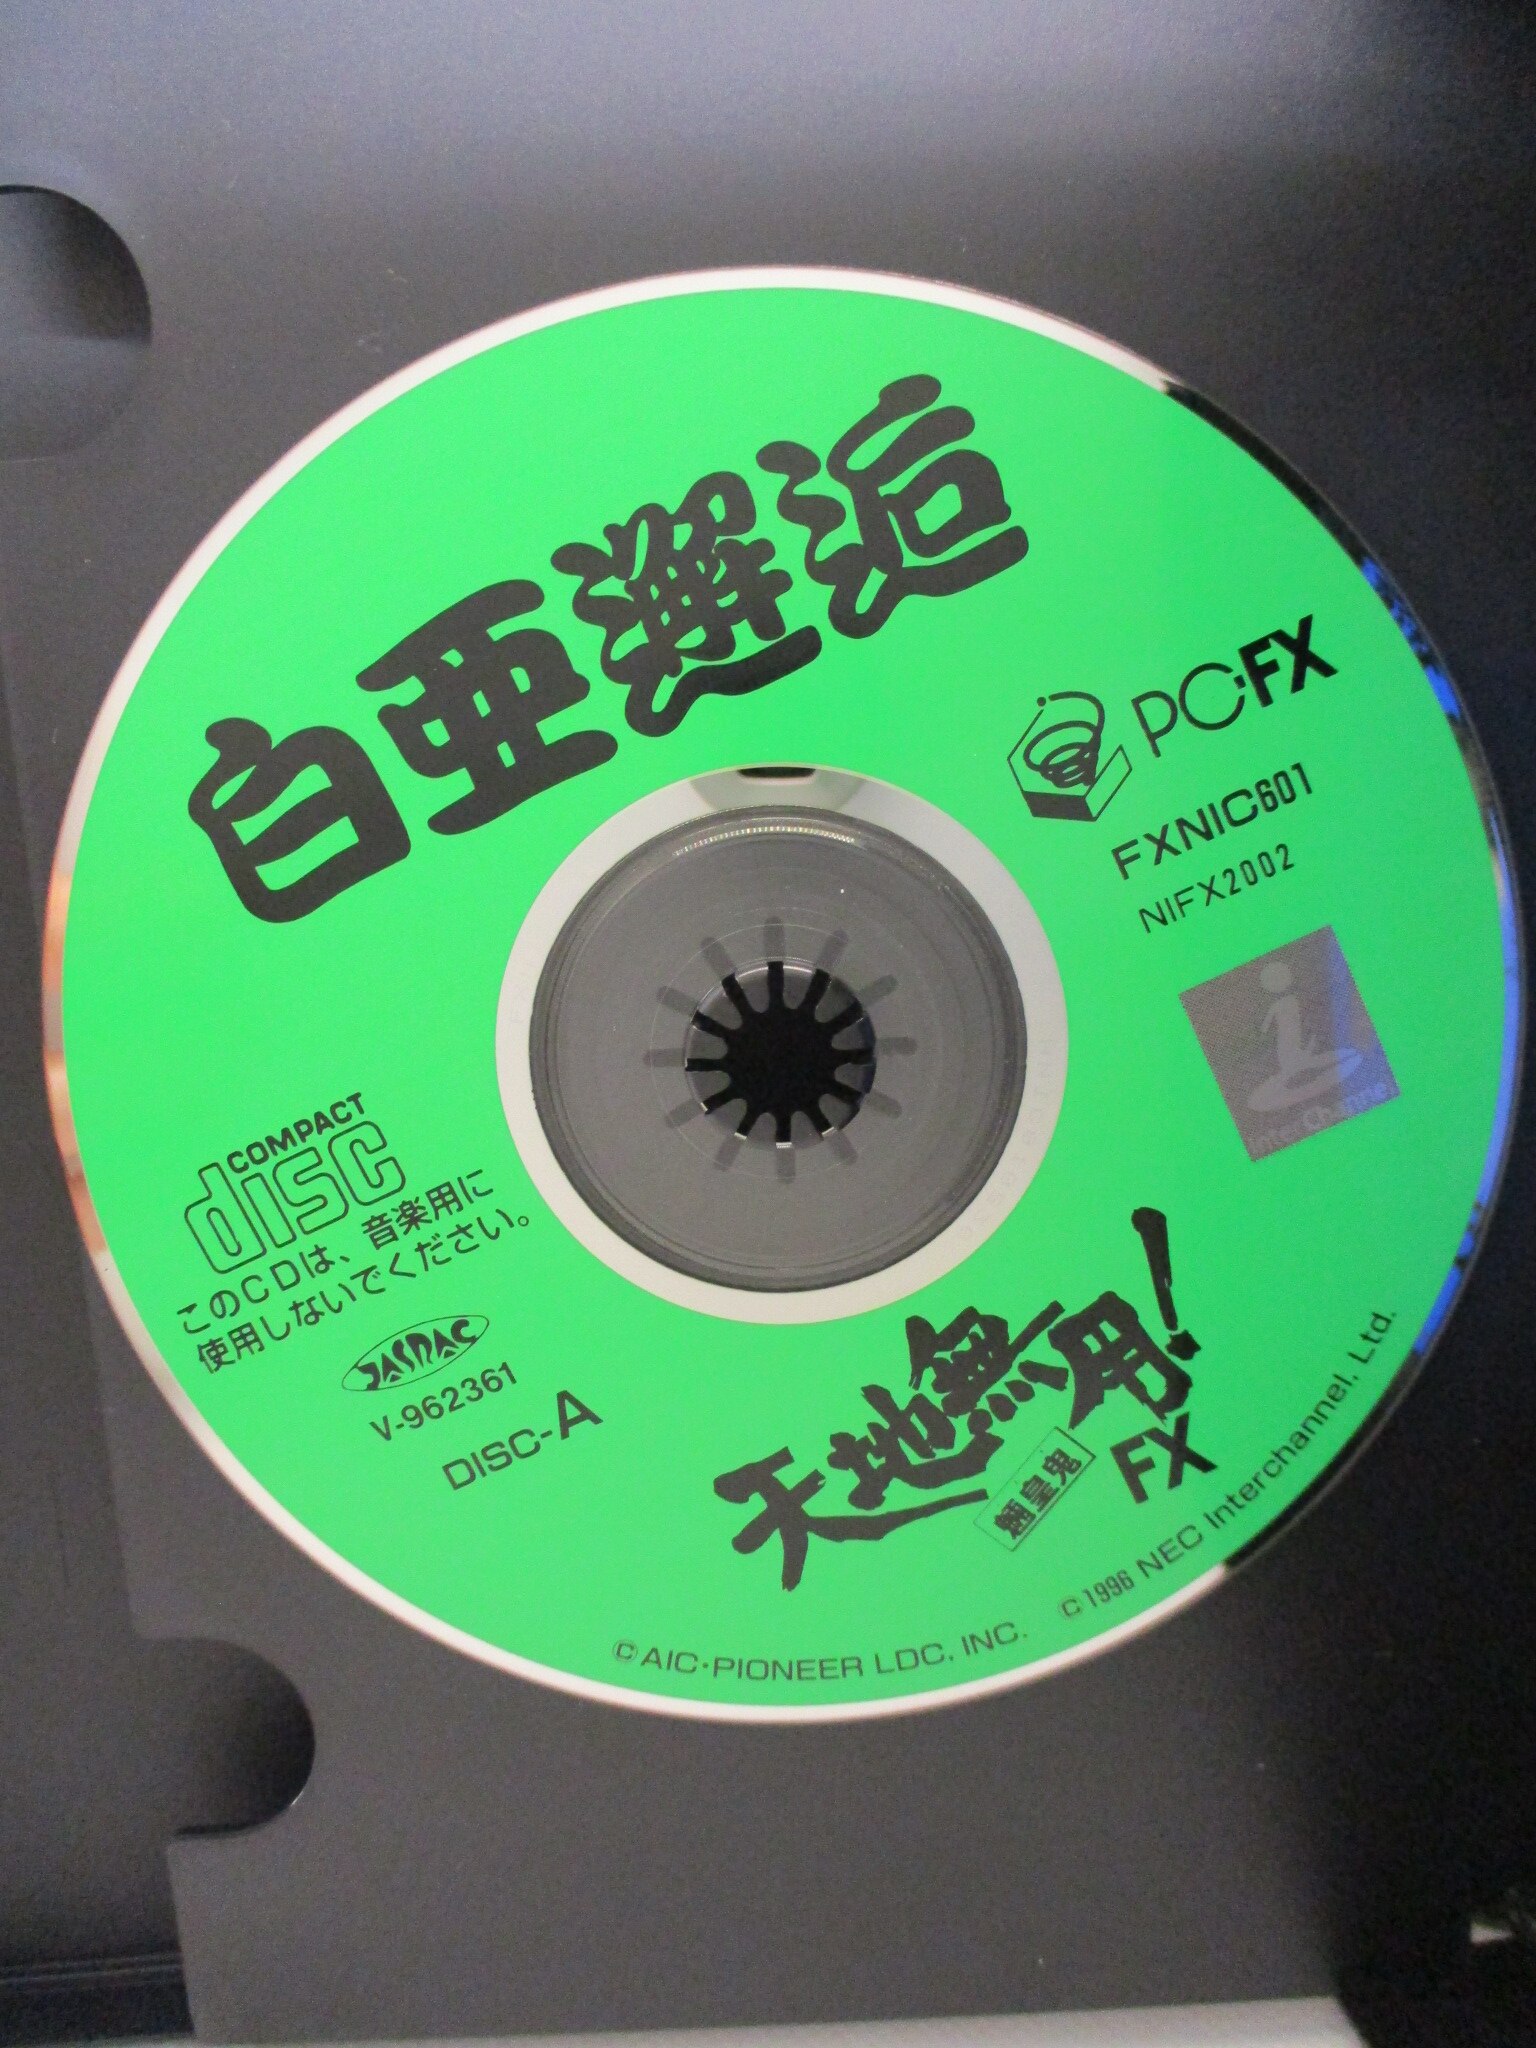 白亜邂逅
PC-FX
FXNIC601
NIFX2002
InterChannel
COMPACT
disc
このCDは、音楽用に
使用しないでください。
JASRAC
V-962361
DISC-A
天地無用!
魎皇鬼
FX
©AIC・PIONEER LDC, INC.
©1996 NEC Interchannel, Ltd.